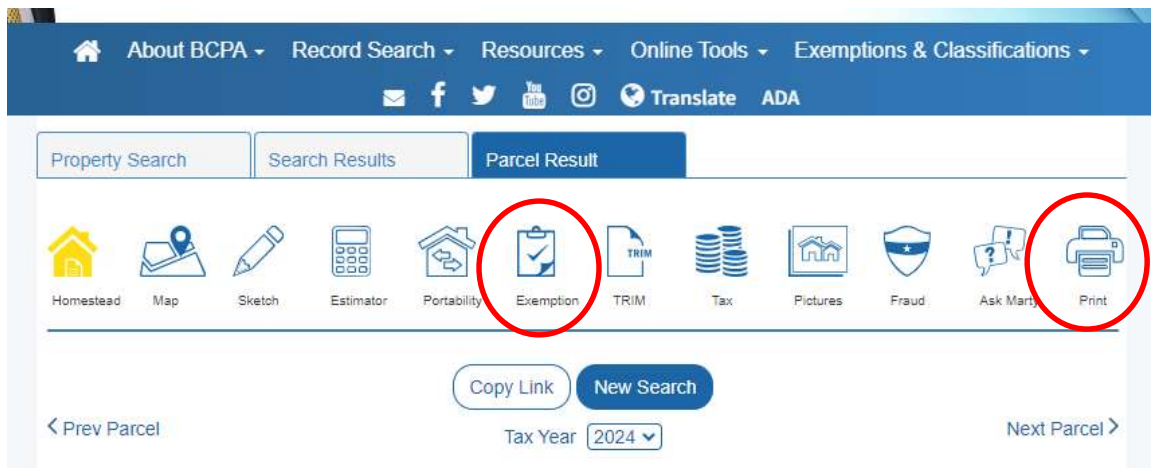 About BCPA Record Search Resources Online Tools Exemptions & Classifications
f You Tube Translate ADA
Property Search Search Results Parcel Result
TRIM
Homestead Map Sketch Estimator Portability Exemption TRIM Tax Pictures Fraud Ask Marty Print
Copy Link New Search
< Prev Parcel Tax Year 2024 Next Parcel >